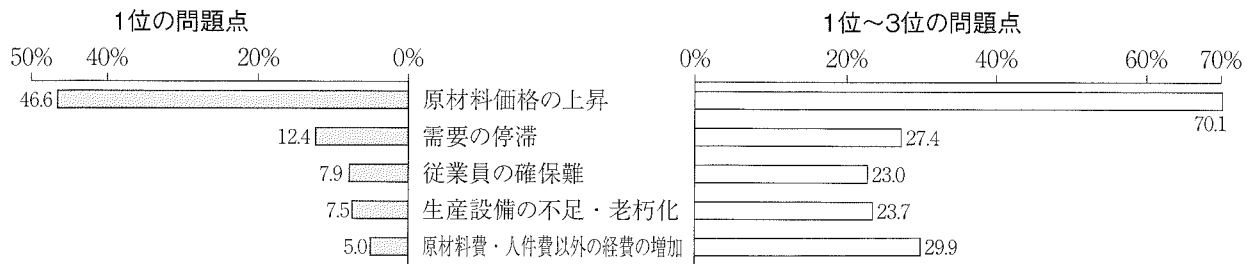 1位の問題点 1位～3位の問題点
50% 40% 20% 0% 0% 20% 40% 60% 70%
46.6 原材料価格の上昇 70.1
12.4 需要の停滞 27.4
7.9 従業員の確保難 23.0
7.5 生産設備の不足・老朽化 23.7
5.0 原材料費・人件費以外の経費の増加 29.9